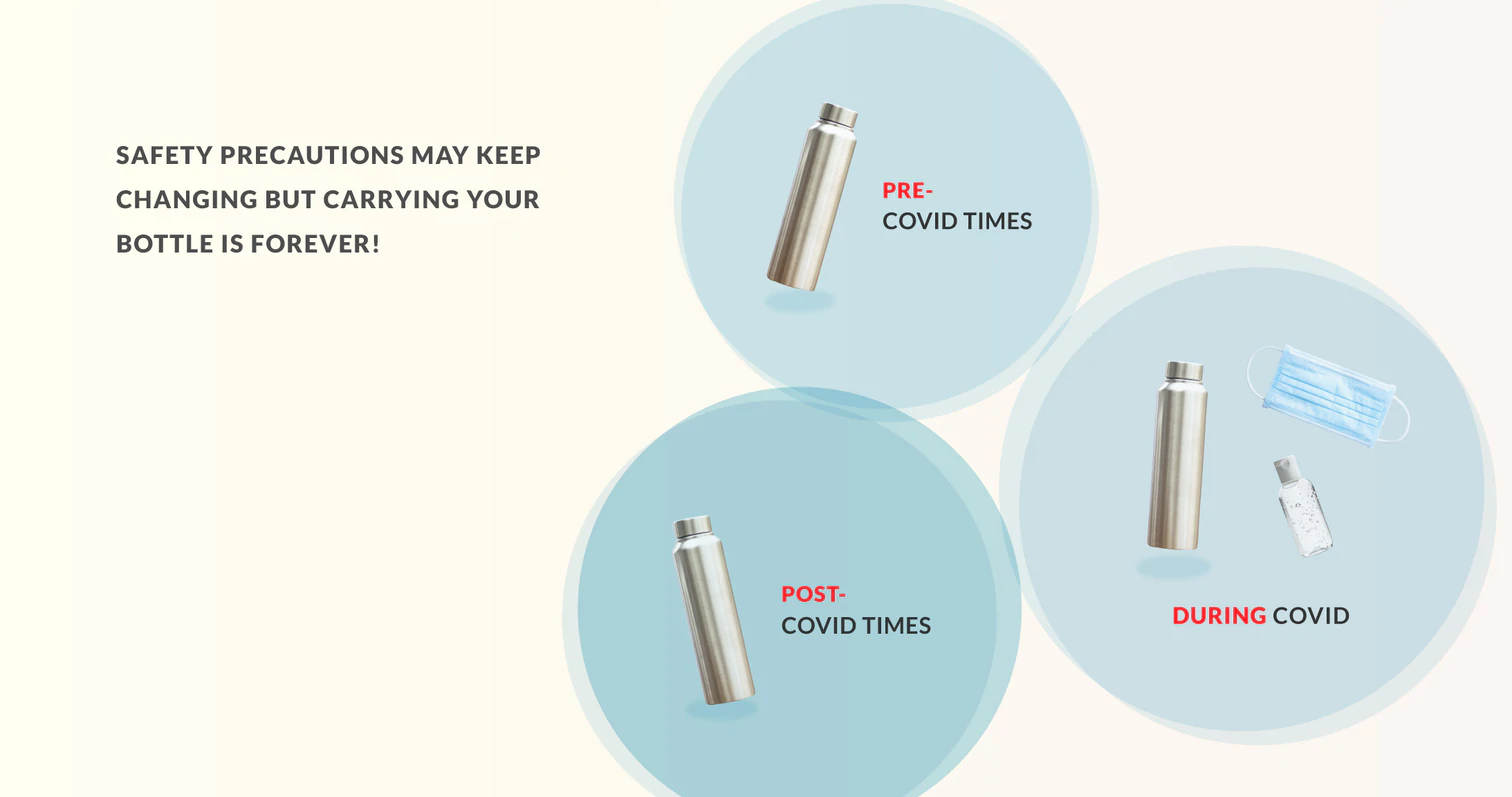 SAFETY PRECAUTIONS MAY KEEP
CHANGING BUT CARRYING YOUR
BOTTLE IS FOREVER!
PRE-
COVID TIMES
DURING COVID
POST-
COVID TIMES